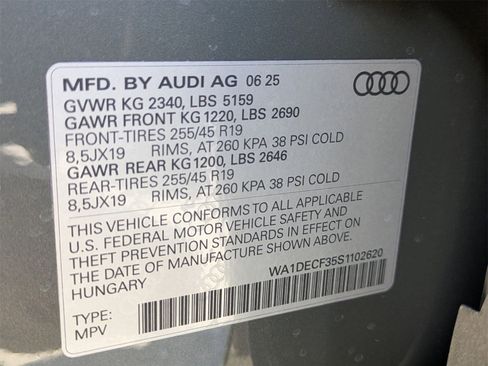 MFD. BY AUDI AG 06 25
GVWR KG 2340, LBS 5159
GAWR FRONT KG 1220, LBS 2690
FRONT-TIRES 255/45 R19
8,5JX19 RIMS, AT 260 KPA 38 PSI COLD
GAWR REAR KG 1200, LBS 2646
REAR-TIRES 255/45 R19
8,5JX19 RIMS, AT 260 KPA 38 PSI COLD
THIS VEHICLE CONFORMS TO ALL APPLICABLE
U.S. FEDERAL MOTOR VEHICLE SAFETY AND
THEFT PREVENTION STANDARDS IN EFFECT ON
THE DATE OF MANUFACTURE SHOWN ABOVE
HUNGARY
WA1DECF35S1102620
TYPE:
MPV